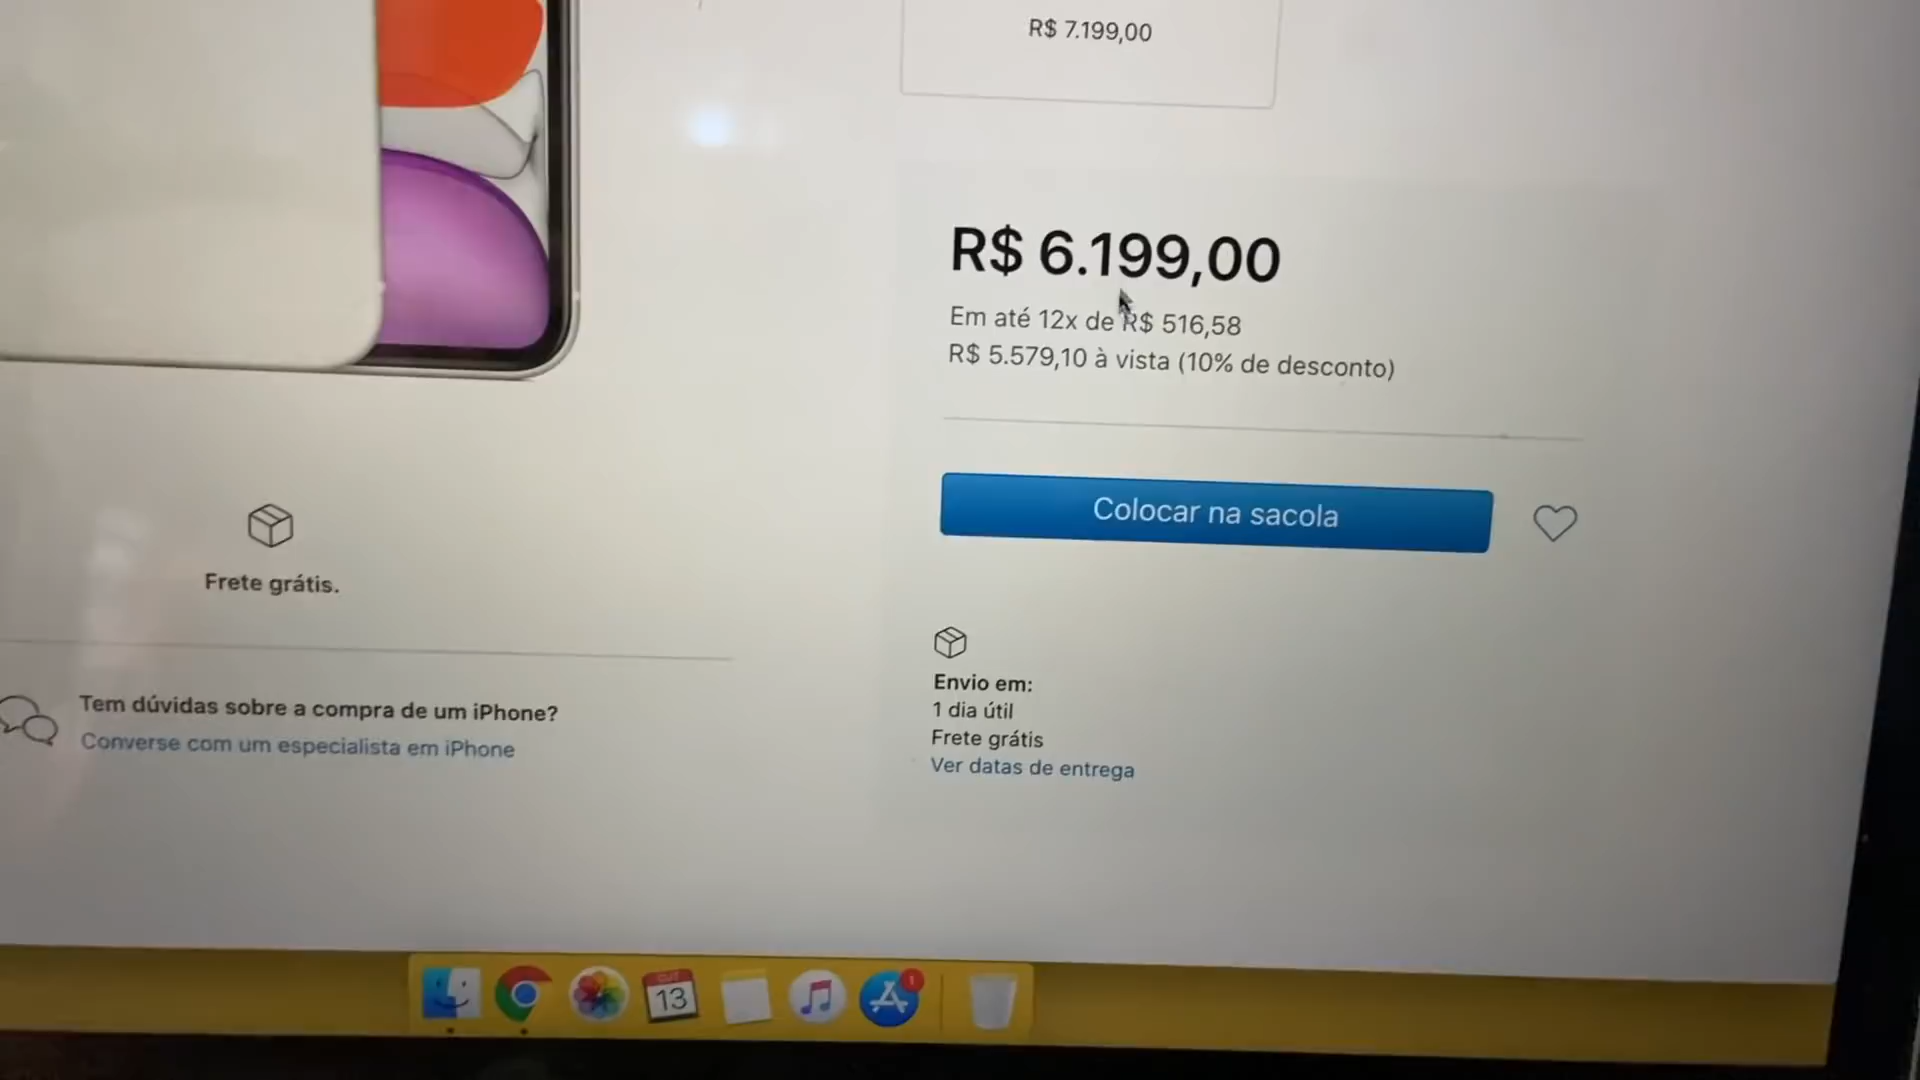 R$ 7.199,00
R$ 6.199,00
Em até 12x de R$ 516,58
R$ 5.579,10 à vista (10% de desconto)
Colocar na sacola
Frete grátis.
Envio em:
1 dia útil
Frete grátis
Ver datas de entrega
Tem dúvidas sobre a compra de um iPhone?
Converse com um especialista em iPhone
OUT
13
1